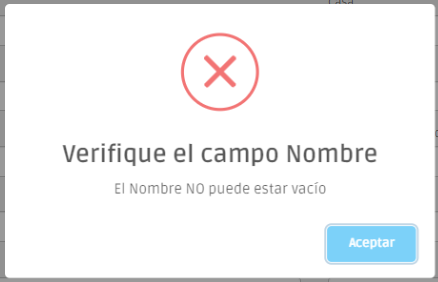 Verifique el campo Nombre
El Nombre NO puede estar vacío
Aceptar